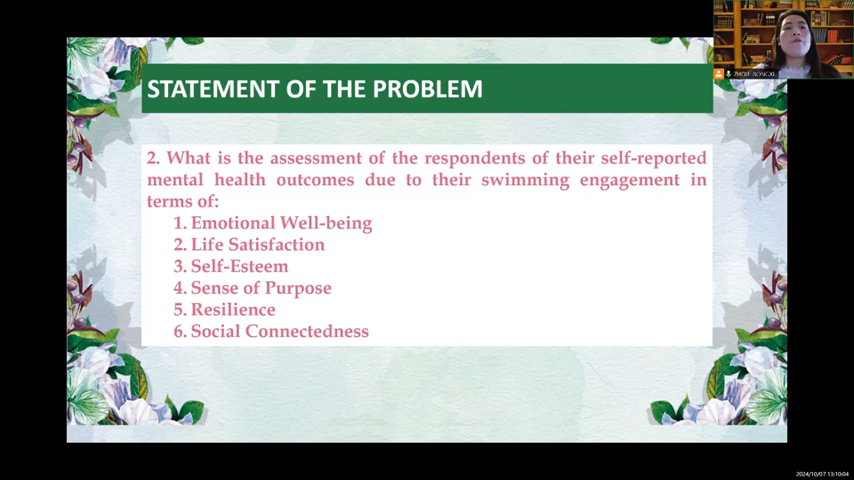 STATEMENT OF THE PROBLEM
2. What is the assessment of the respondents of their self-reported
mental health outcomes due to their swimming engagement in
terms of:
1. Emotional Well-being
2. Life Satisfaction
3. Self-Esteem
4. Sense of Purpose
5. Resilience
6. Social Connectedness
2024/10/07 13:10:04